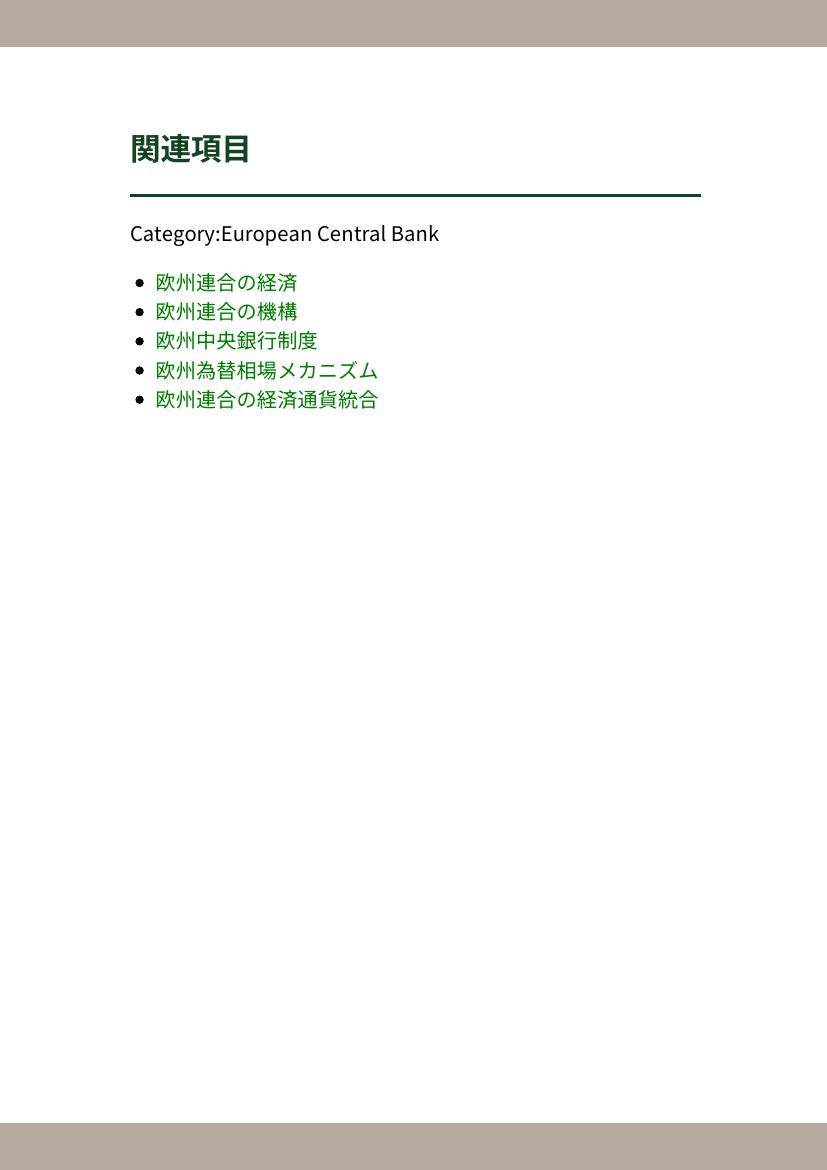 関連項目
Category:European Central Bank
欧州連合の経済
欧州連合の機構
欧州中央銀行制度
欧州為替相場メカニズム
欧州連合の経済通貨統合